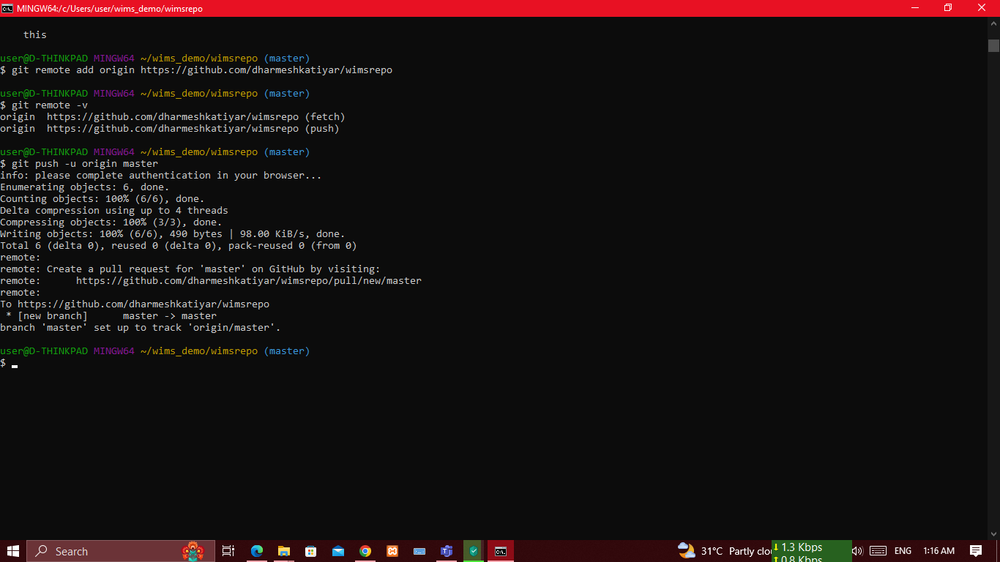 MINGW64:/c/Users/user/wims_demo/wimsrepo
this
user@D-THINKPAD MINGW64 ~/wims_demo/wimsrepo (master)
$ git remote add origin https://github.com/dharmeshkatiyar/wimsrepo
user@D-THINKPAD MINGW64 ~/wims_demo/wimsrepo (master)
$ git remote -v
origin  https://github.com/dharmeshkatiyar/wimsrepo (fetch)
origin  https://github.com/dharmeshkatiyar/wimsrepo (push)
user@D-THINKPAD MINGW64 ~/wims_demo/wimsrepo (master)
$ git push -u origin master
info: please complete authentication in your browser...
Enumerating objects: 6, done.
Counting objects: 100% (6/6), done.
Delta compression using up to 4 threads
Compressing objects: 100% (3/3), done.
Writing objects: 100% (6/6), 490 bytes | 98.00 KiB/s, done.
Total 6 (delta 0), reused 0 (delta 0), pack-reused 0 (from 0)
remote:
remote: Create a pull request for 'master' on GitHub by visiting:
remote:      https://github.com/dharmeshkatiyar/wimsrepo/pull/new/master
remote:
To https://github.com/dharmeshkatiyar/wimsrepo
 * [new branch]      master -> master
branch 'master' set up to track 'origin/master'.
user@D-THINKPAD MINGW64 ~/wims_demo/wimsrepo (master)
$
Search
31°C Partly clo
1.3 Kbps
0.8 Kbps
ENG
1:16 AM